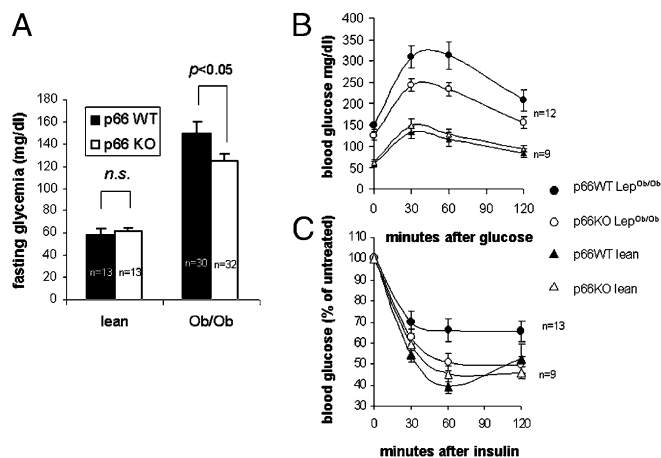 A
p<0.05
fasting glycemia (mg/dl)
180
160
140
120
100
80
60
40
20
0
p66 WT
p66 KO
n.s.
n=13
n=13
n=30
n=32
lean
Ob/Ob
B
blood glucose mg/dl)
400
350
300
250
200
150
100
50
0
n=12
n=9
0 30 60 90 120
minutes after glucose
p66WT LepOb/Ob
p66KO LepOb/Ob
p66WT lean
p66KO lean
C
blood glucose (% of untreated)
110
100
90
80
70
60
50
40
30
n=13
n=9
0 30 60 90 120
minutes after insulin